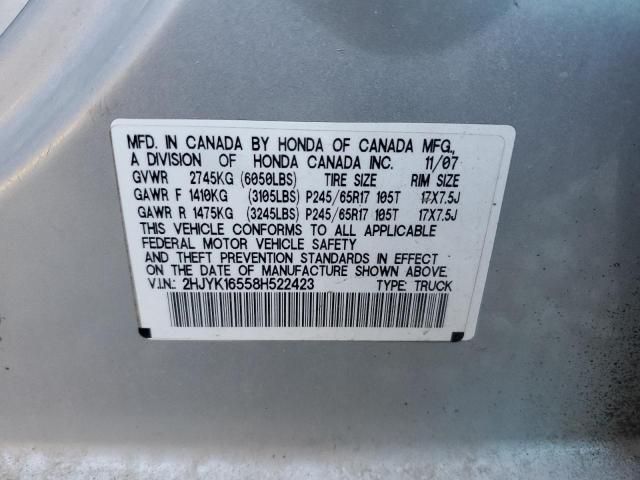 MFD. IN CANADA BY HONDA OF CANADA MFG.,
A DIVISION OF HONDA CANADA INC. 11/07
GVWR 2745KG (6050LBS) TIRE SIZE RIM SIZE
GAWR F 1410KG (3105LBS) P245/65R17 105T 17X7.5J
GAWR R 1475KG (3245LBS) P245/65R17 105T 17X7.5J
THIS VEHICLE CONFORMS TO ALL APPLICABLE
FEDERAL MOTOR VEHICLE SAFETY
AND THEFT PREVENTION STANDARDS IN EFFECT
ON THE DATE OF MANUFACTURE SHOWN ABOVE.
V.I.N.: 2HJYK16558H522423 TYPE: TRUCK